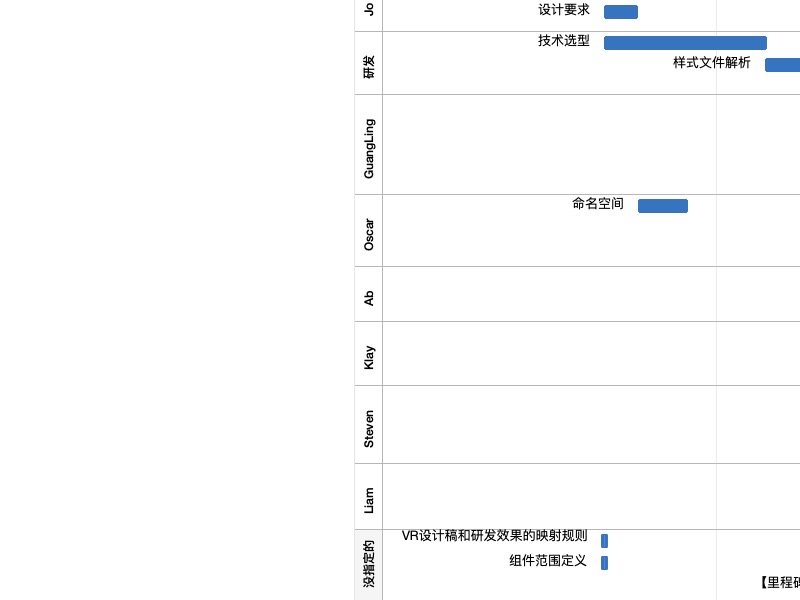 Jo
设计要求
研发
技术选型
样式文件解析
GuangLing
Oscar
命名空间
Ab
Klay
Steven
Liam
没指定的
VR设计稿和研发效果的映射规则
组件范围定义
【里程碑